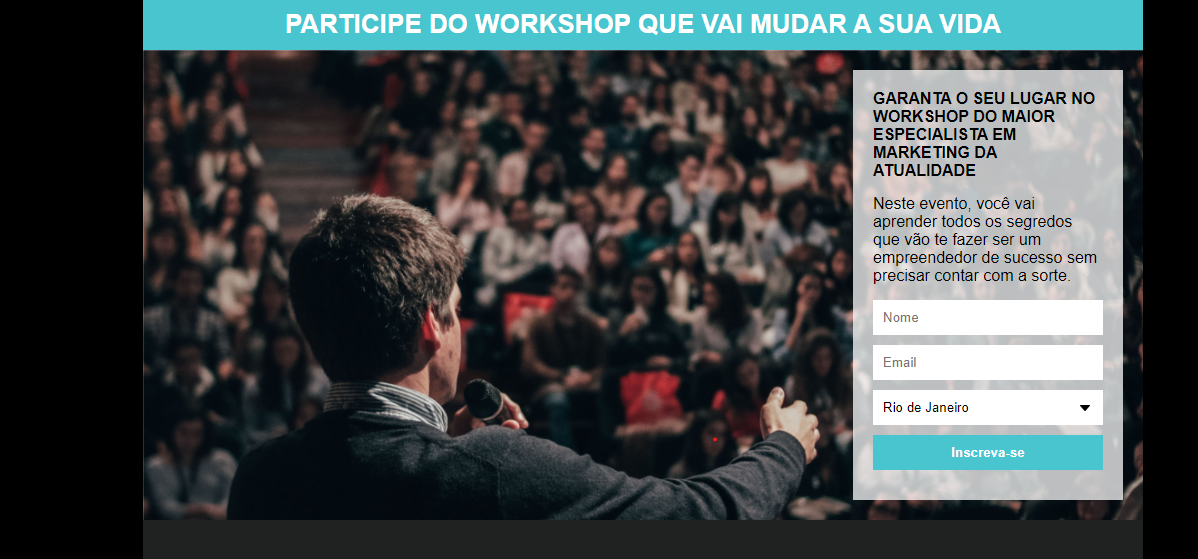 PARTICIPE DO WORKSHOP QUE VAI MUDAR A SUA VIDA
GARANTA O SEU LUGAR NO
WORKSHOP DO MAIOR
ESPECIALISTA EM
MARKETING DA
ATUALIDADE
Neste evento, você vai
aprender todos os segredos
que vão te fazer ser um
empreendedor de sucesso sem
precisar contar com a sorte.
Nome
Email
Rio de Janeiro
Inscreva-se